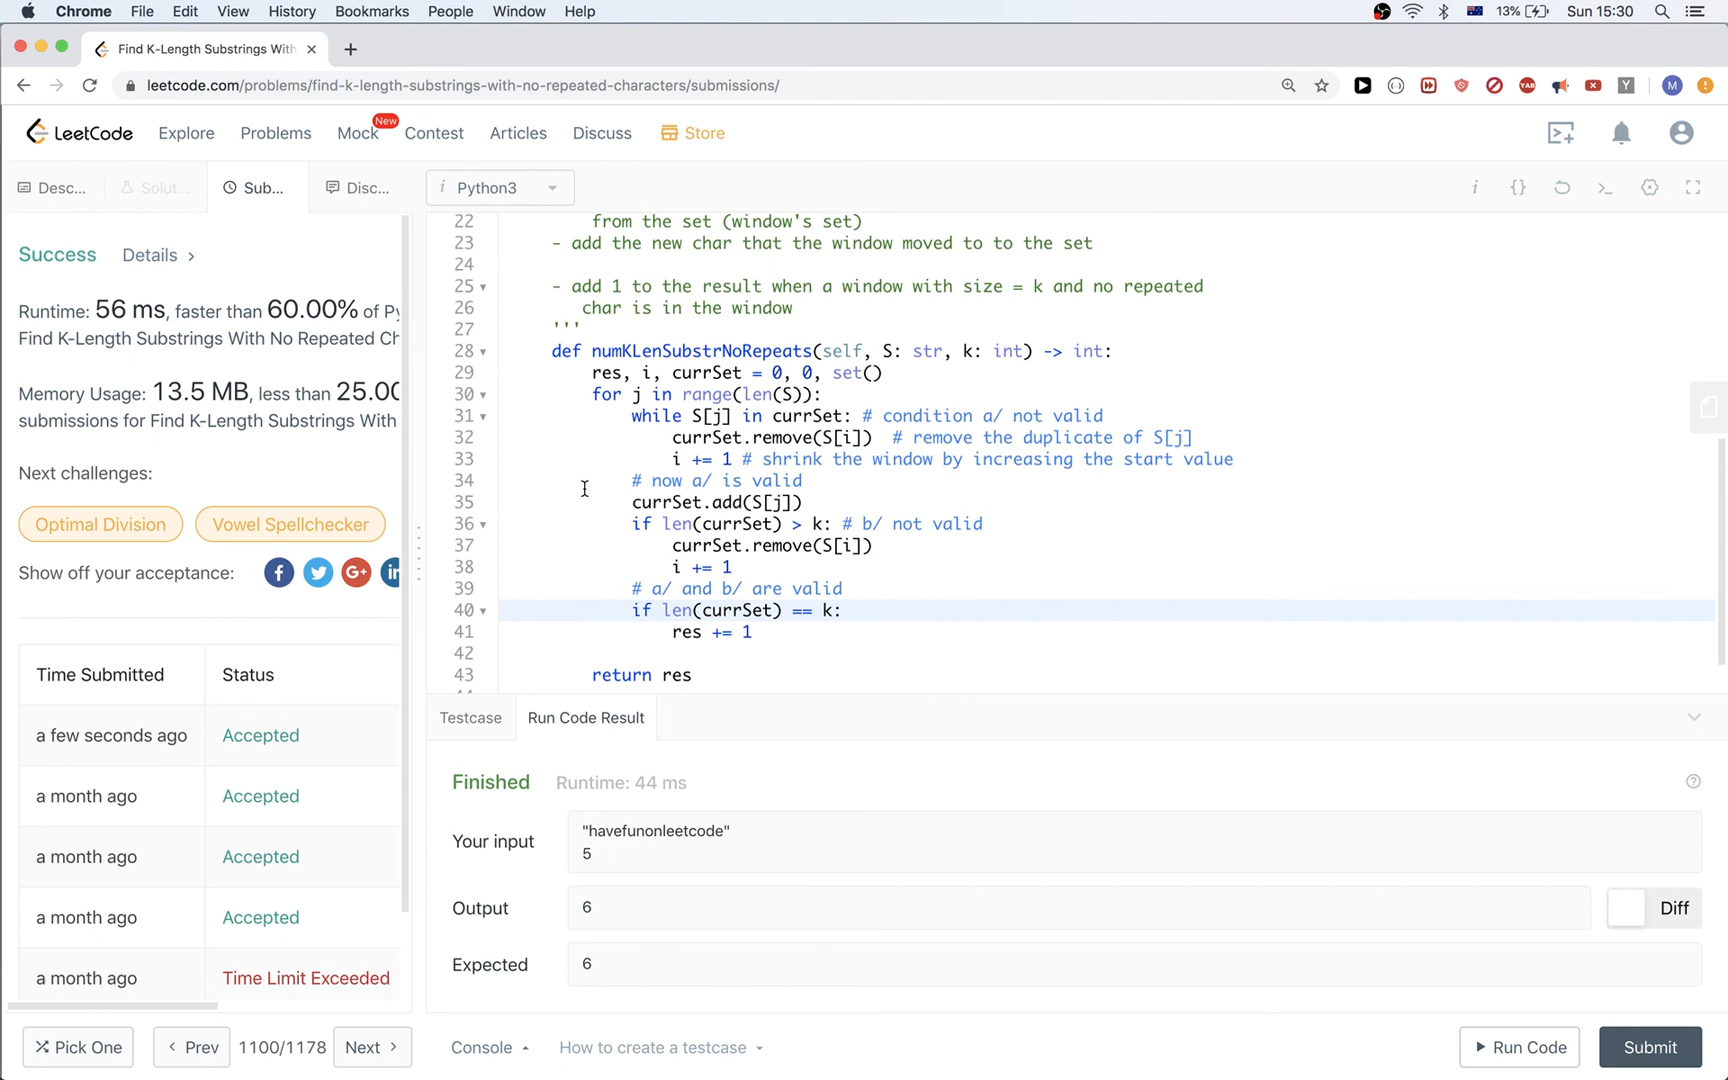 Chrome File Edit View History Bookmarks People Window Help 13% Sun 15:30
Find K-Length Substrings With
leetcode.com/problems/find-k-length-substrings-with-no-repeated-characters/submissions/
YAB Y M
LeetCode Explore Problems Mock New Contest Articles Discuss Store
Desc... Solut... Sub... Disc...
i Python3
Success Details >
Runtime: 56 ms, faster than 60.00% of Py
Find K-Length Substrings With No Repeated Ch
Memory Usage: 13.5 MB, less than 25.00
submissions for Find K-Length Substrings With
Next challenges:
Optimal Division Vowel Spellchecker
Show off your acceptance: f G+ in
Time Submitted Status
a few seconds ago Accepted
a month ago Accepted
a month ago Accepted
a month ago Accepted
a month ago Time Limit Exceeded
Pick One < Prev 1100/1178 Next >
22 from the set (window's set)
23 - add the new char that the window moved to to the set
24
25 - add 1 to the result when a window with size = k and no repeated
26 char is in the window
27 '''
28 def numKLenSubstrNoRepeats(self, S: str, k: int) -> int:
29 res, i, currSet = 0, 0, set()
30 for j in range(len(S)):
31 while S[j] in currSet: # condition a/ not valid
32 currSet.remove(S[i]) # remove the duplicate of S[j]
33 i += 1 # shrink the window by increasing the start value
34 # now a/ is valid
35 currSet.add(S[j])
36 if len(currSet) > k: # b/ not valid
37 currSet.remove(S[i])
38 i += 1
39 # a/ and b/ are valid
40 if len(currSet) == k:
41 res += 1
42
43 return res
Testcase Run Code Result
Finished Runtime: 44 ms
Your input "havefunonleetcode"
5
Output 6 Diff
Expected 6
Console How to create a testcase Run Code Submit